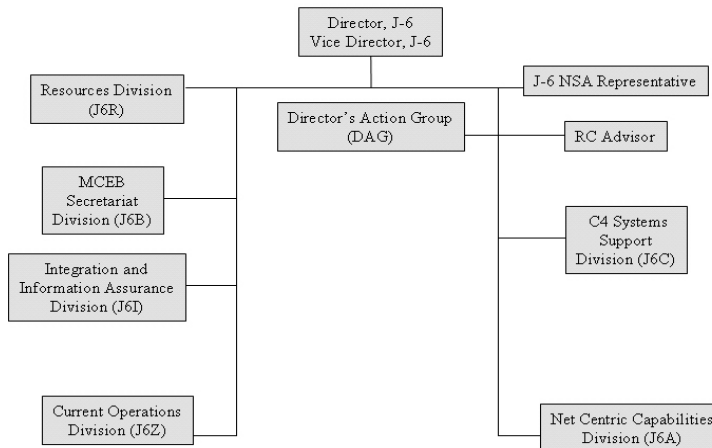 Director, J-6
Vice Director, J-6
Resources Division
(J6R)
J-6 NSA Representative
Director's Action Group
(DAG)
RC Advisor
MCEB
Secretariat
Division (J6B)
C4 Systems
Support
Division (J6C)
Integration and
Information Assurance
Division (J6I)
Current Operations
Division (J6Z)
Net Centric Capabilities
Division (J6A)